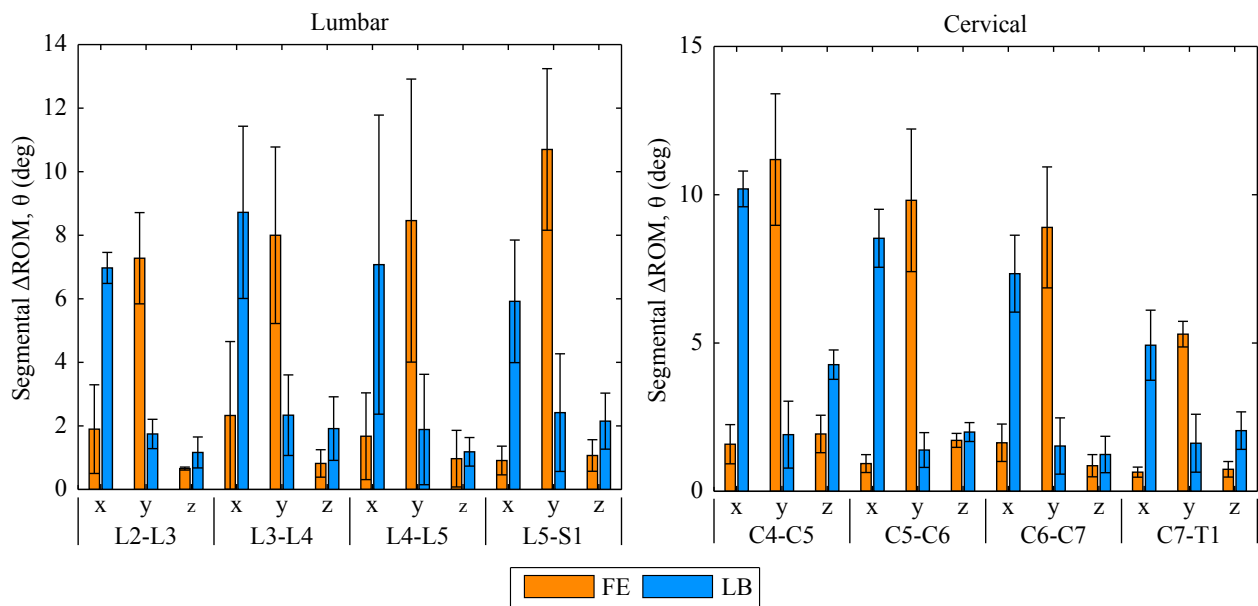 Lumbar
Segmental ΔROM, θ (deg)
14
12
10
8
6
4
2
0
x y z x y z x y z x y z
L2-L3 L3-L4 L4-L5 L5-S1
Cervical
Segmental ΔROM, θ (deg)
15
10
5
0
x y z x y z x y z x y z
C4-C5 C5-C6 C6-C7 C7-T1
FE LB